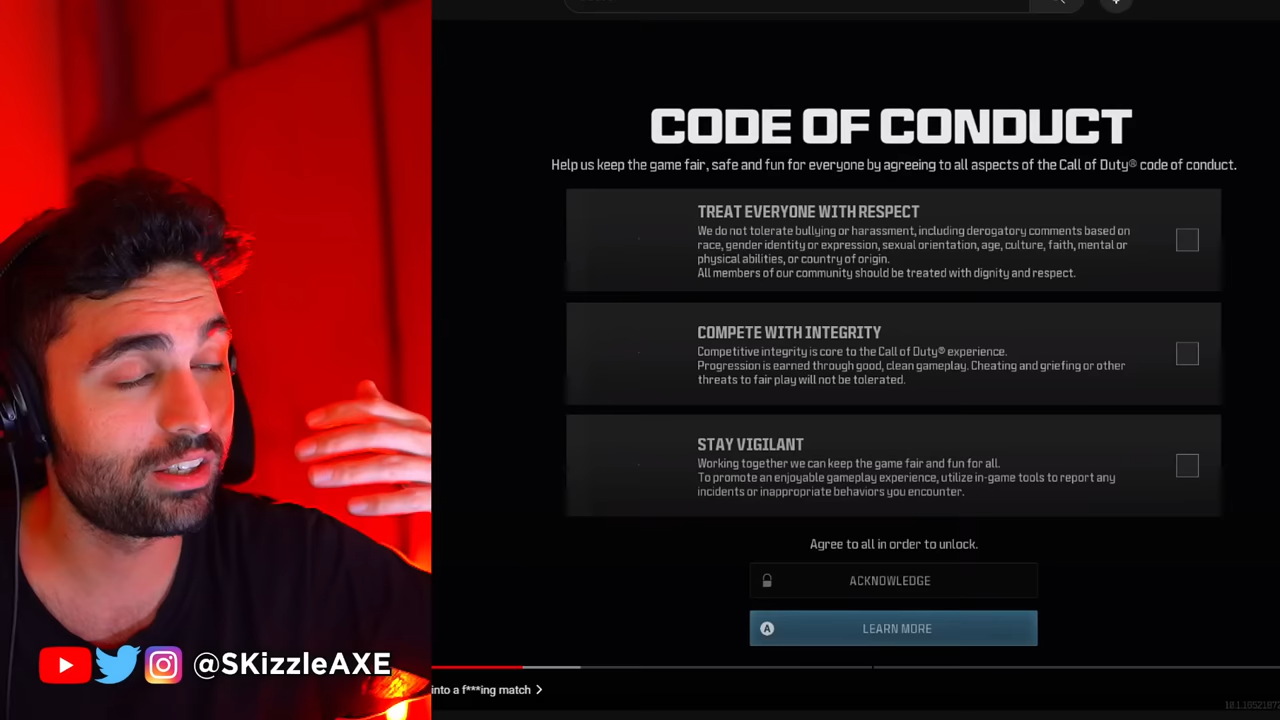 CODE OF CONDUCT
Help us keep the game fair, safe and fun for everyone by agreeing to all aspects of the Call of Duty® code of conduct.
TREAT EVERYONE WITH RESPECT
We do not tolerate bullying or harassment, including derogatory comments based on
race, gender identity or expression, sexual orientation, age, culture, faith, mental or
physical abilities, or country of origin.
All members of our community should be treated with dignity and respect.
COMPETE WITH INTEGRITY
Competitive integrity is core to the Call of Duty® experience.
Progression is earned through good, clean gameplay. Cheating and griefing or other
threats to fair play will not be tolerated.
STAY VIGILANT
Working together we can keep the game fair and fun for all.
To promote an enjoyable gameplay experience, utilize in-game tools to report any
incidents or inappropriate behaviors you encounter.
Agree to all in order to unlock.
ACKNOWLEDGE
A LEARN MORE
@SKizzleAXE
into a f***ing match